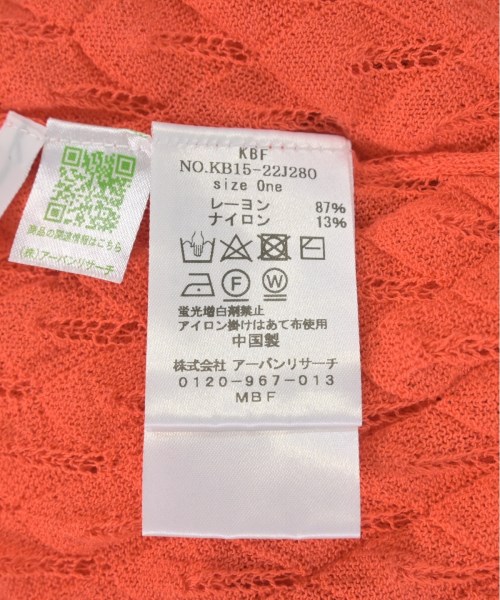 KBF
NO.KB15-22J280
size One
レーヨン 87%
ナイロン 13%
F W
蛍光増白剤禁止
アイロン掛けはあて布使用
中国製
株式会社 アーバンリサーチ
0120-967-013
MBF
商品の関連情報はこちら
(株)アーバンリサーチ